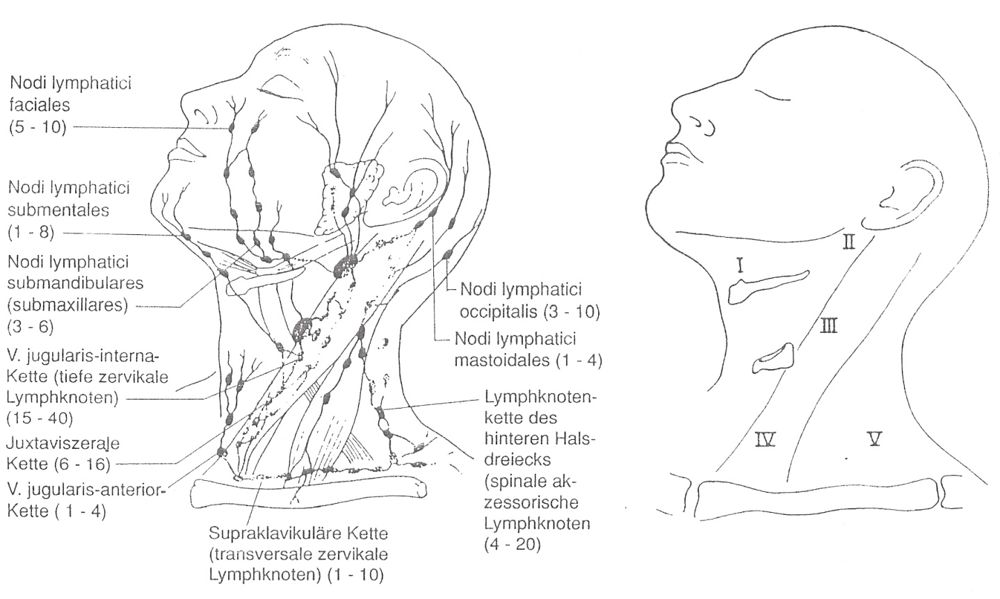 Nodi lymphatici
faciales
(5 - 10)
Nodi lymphatici
submentales
(1 - 8)
Nodi lymphatici
submandibulares
(submaxillares)
(3 - 6)
V. jugularis-interna-
Kette (tiefe zervikale
Lymphknoten)
(15 - 40)
Juxtaviszerale
Kette (6 - 16)
V. jugularis-anterior-
Kette ( 1 - 4)
Supraklavikuläre Kette
(transversale zervikale
Lymphknoten) (1 - 10)
Nodi lymphatici
occipitalis (3 - 10)
Nodi lymphatici
mastoidales (1 - 4)
Lymphknoten-
kette des
hinteren Hals-
dreiecks
(spinale ak-
zessorische
Lymphknoten
(4 - 20)
II
I
III
IV
V